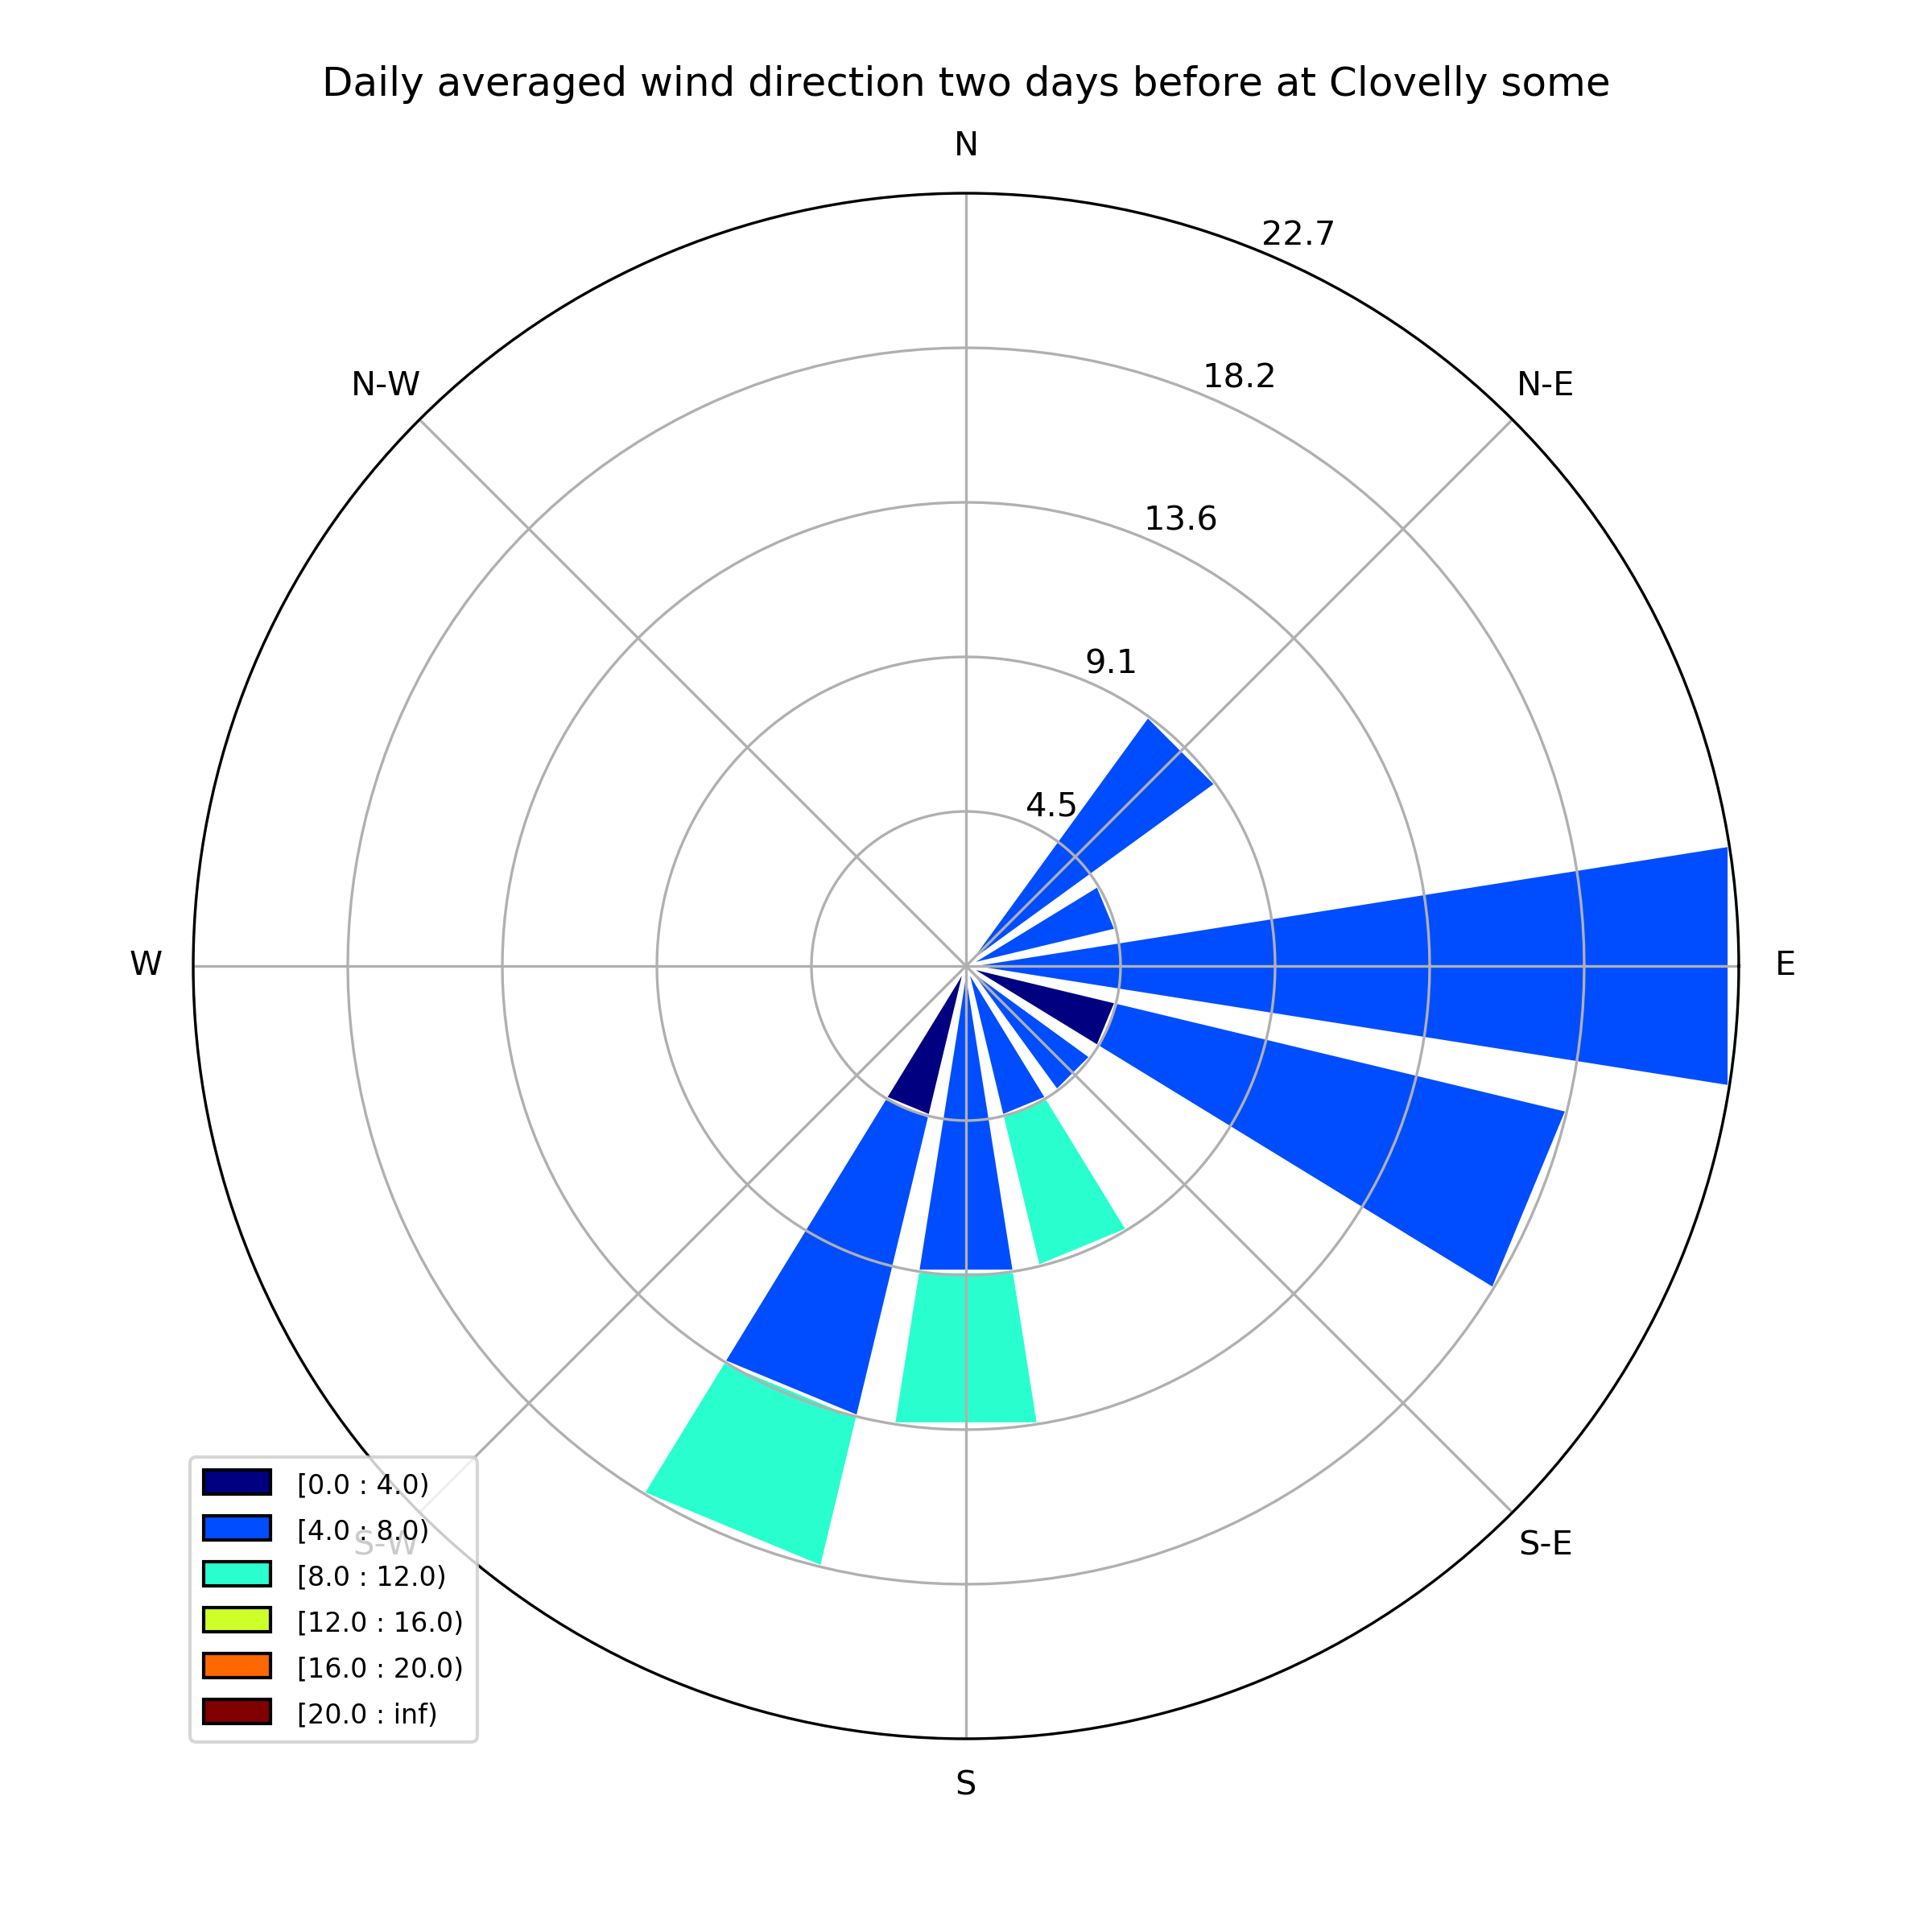 Daily averaged wind direction two days before at Clovelly some
N
22.7
N-W
18.2
N-E
13.6
9.1
4.5
W
E
[0.0 : 4.0)
[4.0 : 8.0)
S-W
S-E
[8.0 : 12.0)
[12.0 : 16.0)
[16.0 : 20.0)
[20.0 : inf)
S